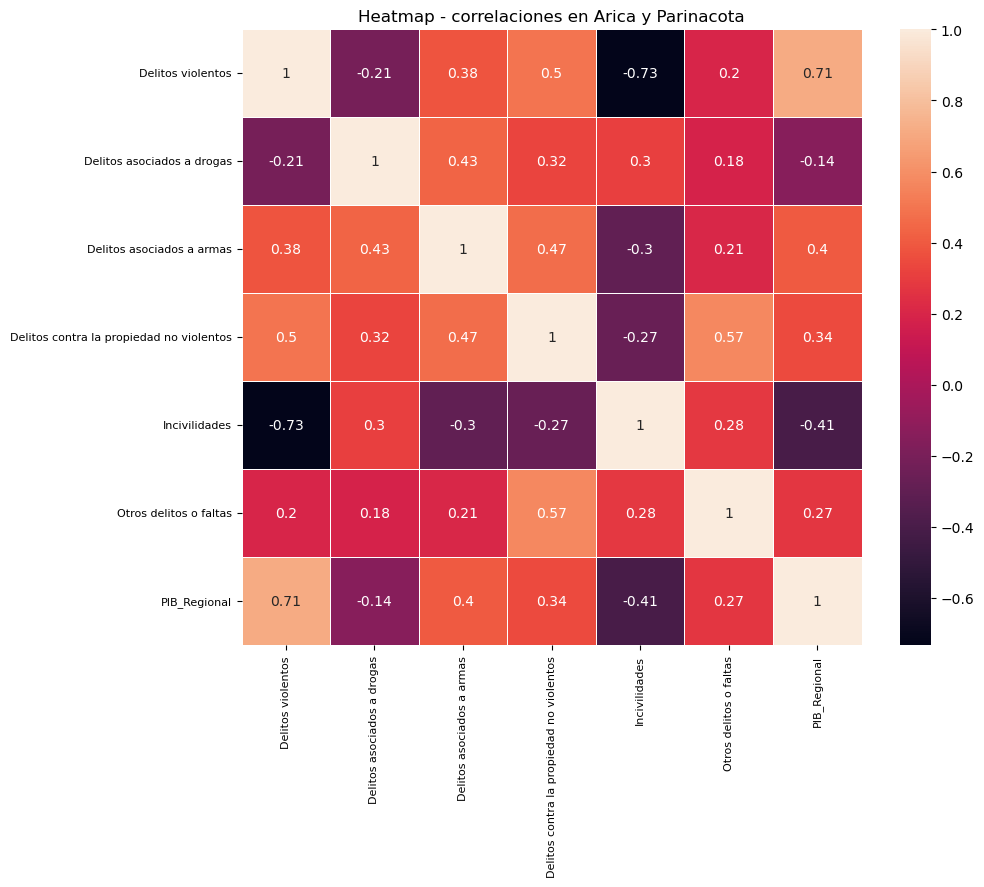 Heatmap - correlaciones en Arica y Parinacota
Delitos violentos 1 -0.21 0.38 0.5 -0.73 0.2 0.71
Delitos asociados a drogas -0.21 1 0.43 0.32 0.3 0.18 -0.14
Delitos asociados a armas 0.38 0.43 1 0.47 -0.3 0.21 0.4
Delitos contra la propiedad no violentos 0.5 0.32 0.47 1 -0.27 0.57 0.34
Incivilidades -0.73 0.3 -0.3 -0.27 1 0.28 -0.41
Otros delitos o faltas 0.2 0.18 0.21 0.57 0.28 1 0.27
PIB_Regional 0.71 -0.14 0.4 0.34 -0.41 0.27 1
Delitos violentos
Delitos asociados a drogas
Delitos asociados a armas
Delitos contra la propiedad no violentos
Incivilidades
Otros delitos o faltas
PIB_Regional
1.0
0.8
0.6
0.4
0.2
0.0
−0.2
−0.4
−0.6